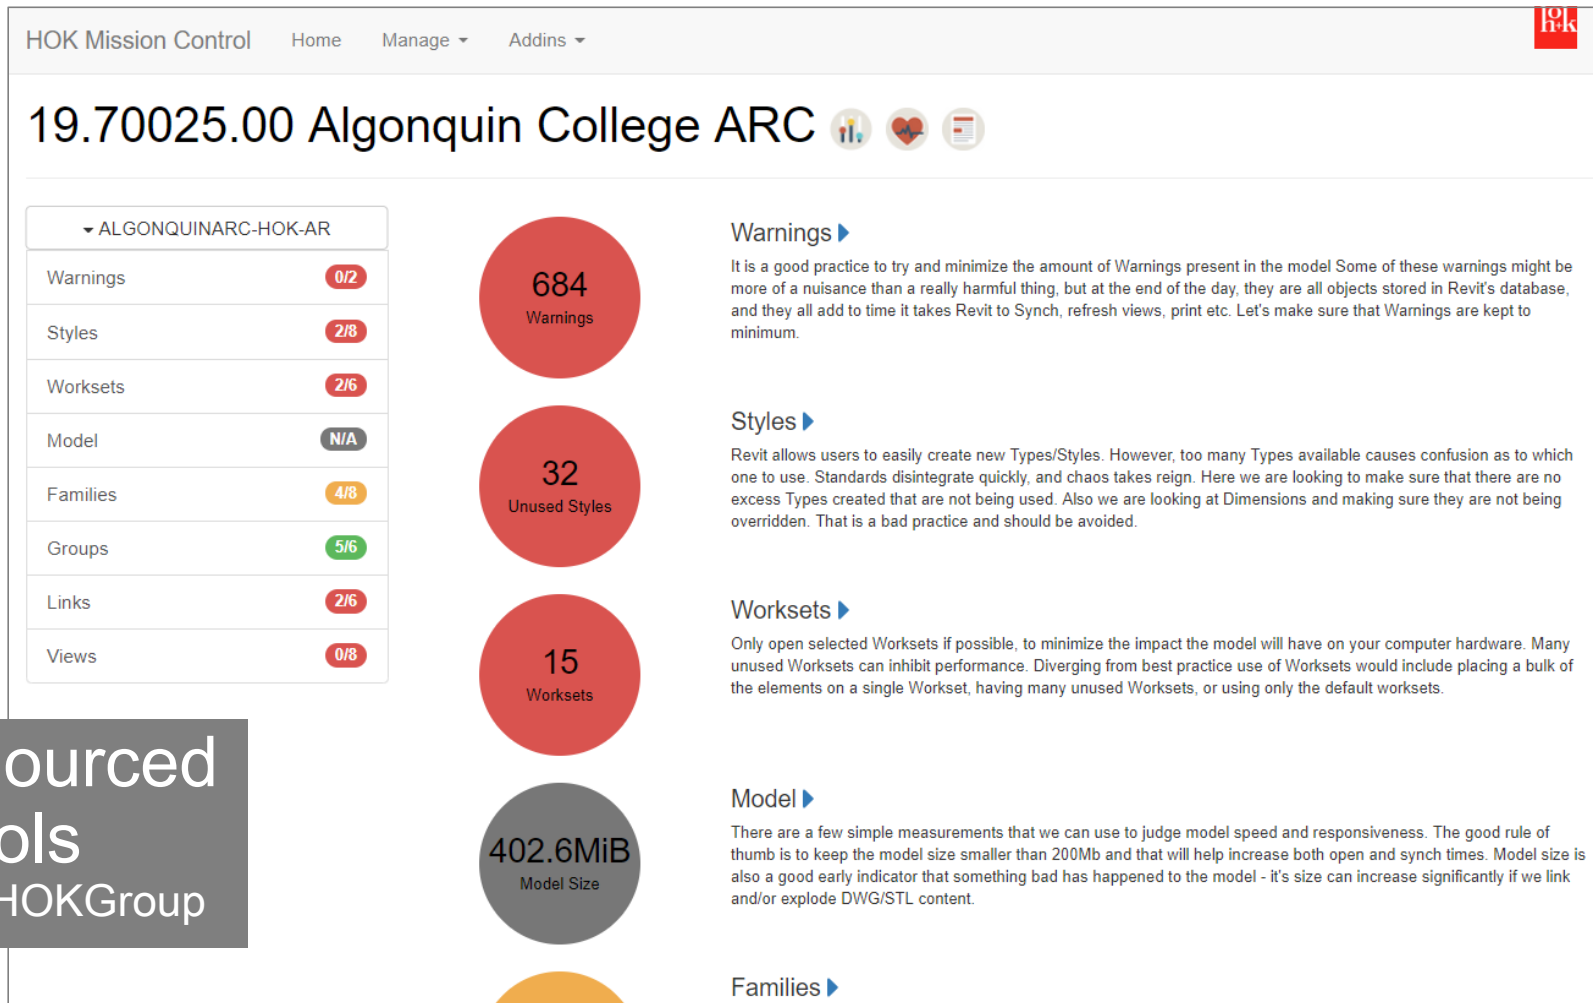 HOK Mission Control Home Manage Addins
ho+k
19.70025.00 Algonquin College ARC
ALGONQUINARC-HOK-AR
Warnings 0/2
Styles 2/8
Worksets 2/6
Model N/A
Families 4/8
Groups 5/6
Links 2/6
Views 0/8
684
Warnings
Warnings
It is a good practice to try and minimize the amount of Warnings present in the model Some of these warnings might be
more of a nuisance than a really harmful thing, but at the end of the day, they are all objects stored in Revit's database,
and they all add to time it takes Revit to Synch, refresh views, print etc. Let's make sure that Warnings are kept to
minimum.
32
Unused Styles
Styles
Revit allows users to easily create new Types/Styles. However, too many Types available causes confusion as to which
one to use. Standards disintegrate quickly, and chaos takes reign. Here we are looking to make sure that there are no
excess Types created that are not being used. Also we are looking at Dimensions and making sure they are not being
overridden. That is a bad practice and should be avoided.
15
Worksets
Worksets
Only open selected Worksets if possible, to minimize the impact the model will have on your computer hardware. Many
unused Worksets can inhibit performance. Diverging from best practice use of Worksets would include placing a bulk of
the elements on a single Workset, having many unused Worksets, or using only the default worksets.
402.6MiB
Model Size
Model
There are a few simple measurements that we can use to judge model speed and responsiveness. The good rule of
thumb is to keep the model size smaller than 200Mb and that will help increase both open and synch times. Model size is
also a good early indicator that something bad has happened to the model - it's size can increase significantly if we link
and/or explode DWG/STL content.
Families
ourced
ols
HOKGroup